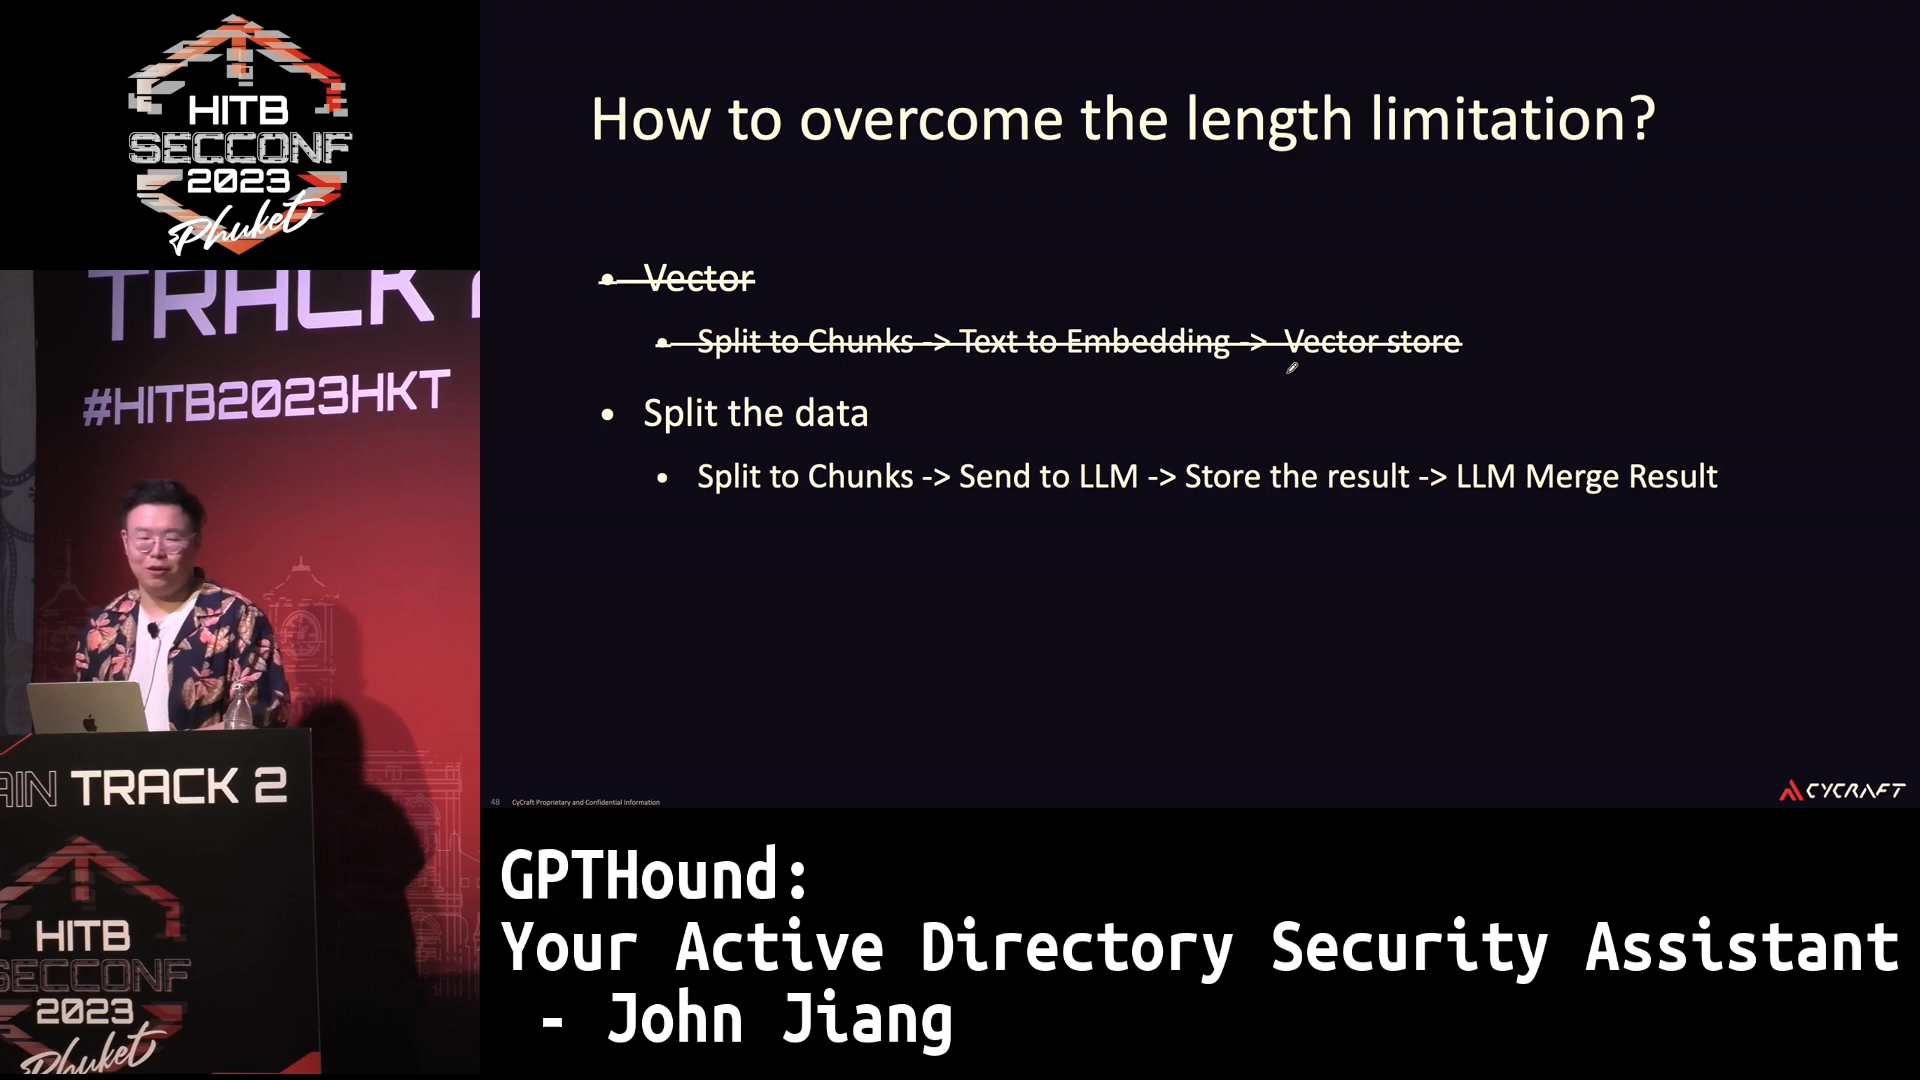 HITB
SECCONF
2023
Phuket
TRACK
#HITB2023HKT
AIN TRACK 2
HITB
SECCONF
2023
Phuket
How to overcome the length limitation?
• Vector
• Split to Chunks -> Text to Embedding -> Vector store
• Split the data
• Split to Chunks -> Send to LLM -> Store the result -> LLM Merge Result
48 CyCraft Proprietary and Confidential Information
CYCRAFT
GPTHound:
Your Active Directory Security Assistant
- John Jiang